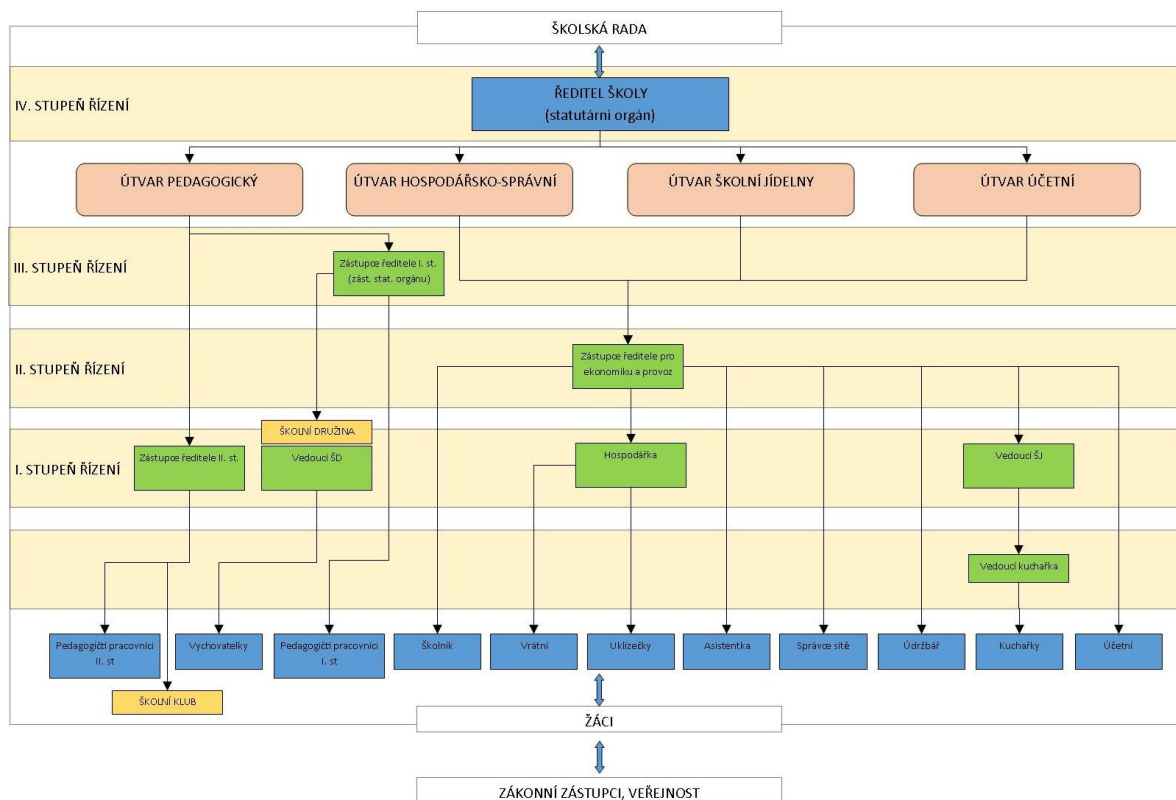 ŠKOLSKÁ RADA
IV. STUPEŇ ŘÍZENÍ
ŘEDITEL ŠKOLY
(statutární orgán)
ÚTVAR PEDAGOGICKÝ
ÚTVAR HOSPODÁŘSKO-SPRÁVNÍ
ÚTVAR ŠKOLNÍ JÍDELNY
ÚTVAR ÚČETNÍ
III. STUPEŇ ŘÍZENÍ
Zástupce ředitele I. st.
(zást. stat. orgánu)
II. STUPEŇ ŘÍZENÍ
Zástupce ředitele pro
ekonomiku a provoz
ŠKOLNÍ DRUŽINA
I. STUPEŇ ŘÍZENÍ
Zástupce ředitele II. st.
Vedoucí ŠD
Hospodářka
Vedoucí ŠJ
Vedoucí kuchařka
Pedagogičtí pracovníci
II. st
Vychovatelky
Pedagogičtí pracovníci
I. st
Školník
Vrátní
Uklízečky
Asistentka
Správce sítě
Údržbář
Kuchařky
Účetní
ŠKOLNÍ KLUB
ŽÁCI
ZÁKONNÍ ZÁSTUPCI, VEŘEJNOST